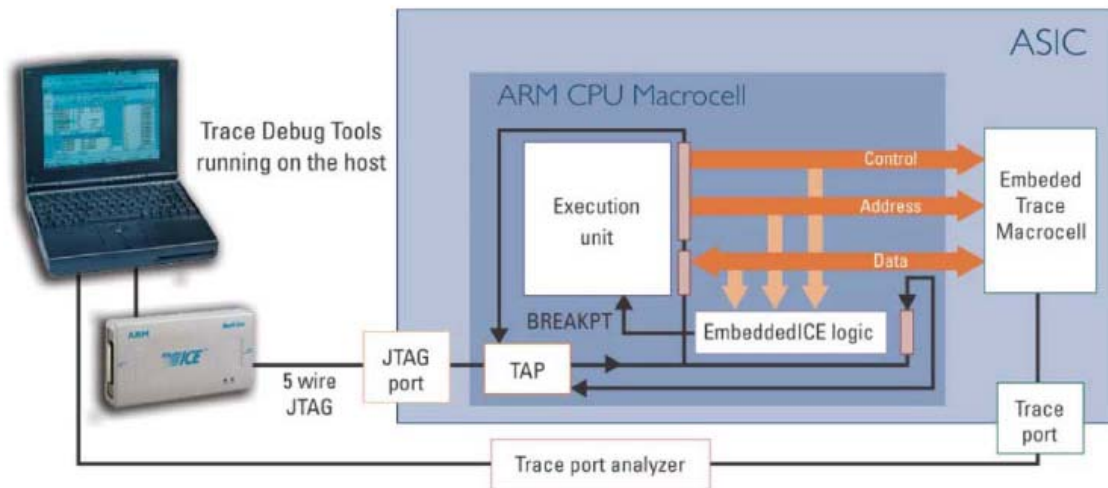 ASIC
ARM CPU Macrocell
Trace Debug Tools
running on the host
Control
Execution
unit
Address
Embeded
Trace
Macrocell
Data
BREAKPT
EmbeddedICE logic
ARM
ICE
5 wire
JTAG
JTAG
port
TAP
Trace
port
Trace port analyzer